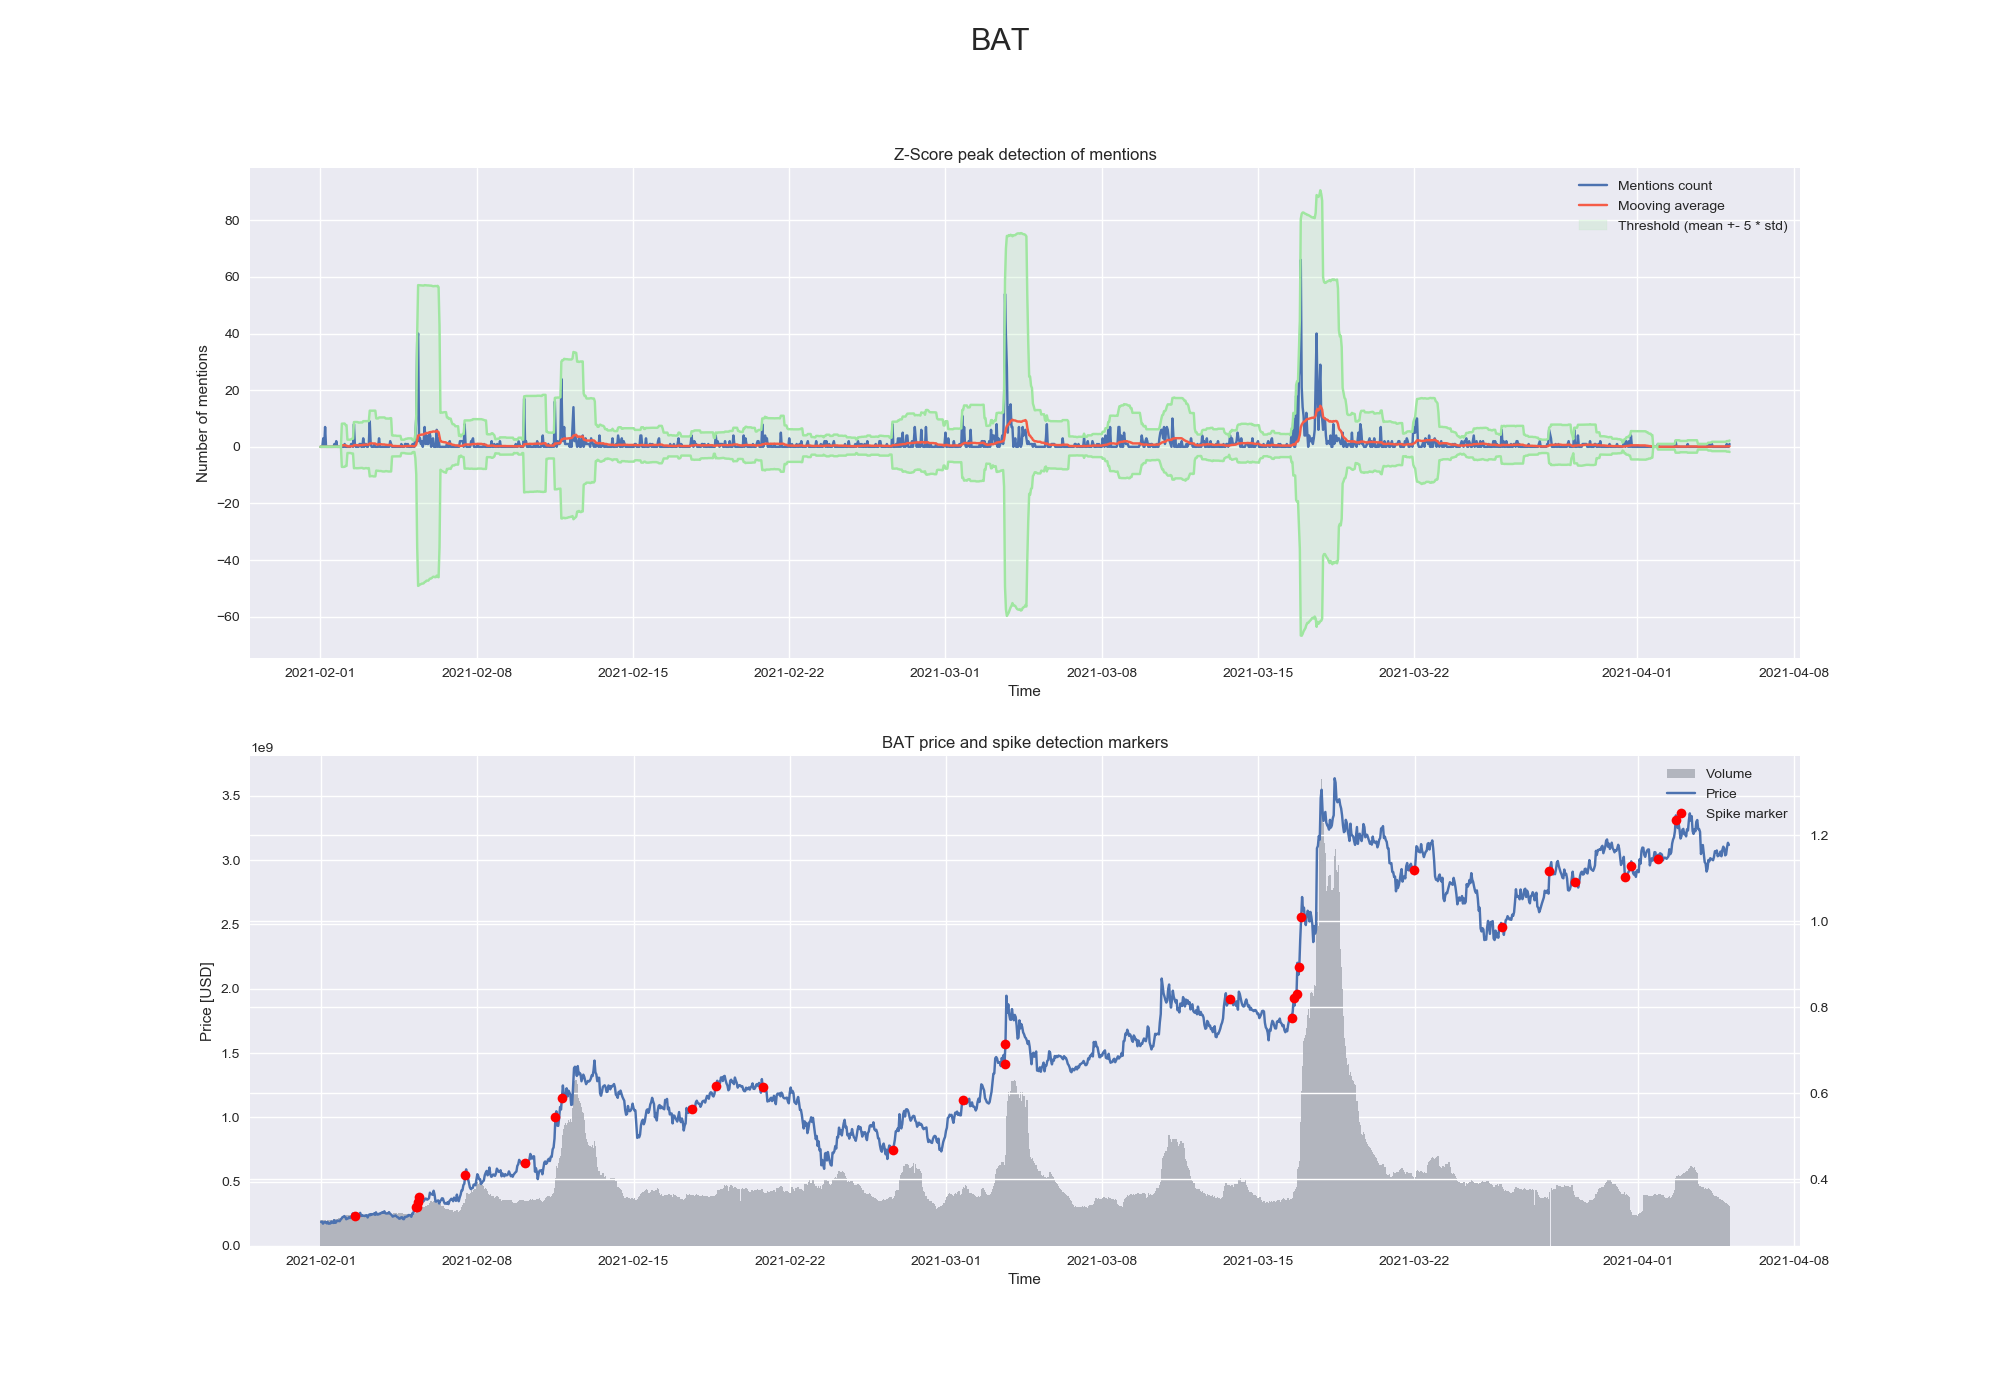 BAT
Z-Score peak detection of mentions
Mentions count
Mooving average
Threshold (mean +- 5 * std)
Number of mentions
80
60
40
20
0
−20
−40
−60
2021-02-01 2021-02-08 2021-02-15 2021-02-22 2021-03-01 2021-03-08 2021-03-15 2021-03-22 2021-04-01 2021-04-08
Time
BAT price and spike detection markers
1e9
Volume
Price
Spike marker
Price [USD]
3.5
3.0
2.5
2.0
1.5
1.0
0.5
0.0
1.2
1.0
0.8
0.6
0.4
2021-02-01 2021-02-08 2021-02-15 2021-02-22 2021-03-01 2021-03-08 2021-03-15 2021-03-22 2021-04-01 2021-04-08
Time